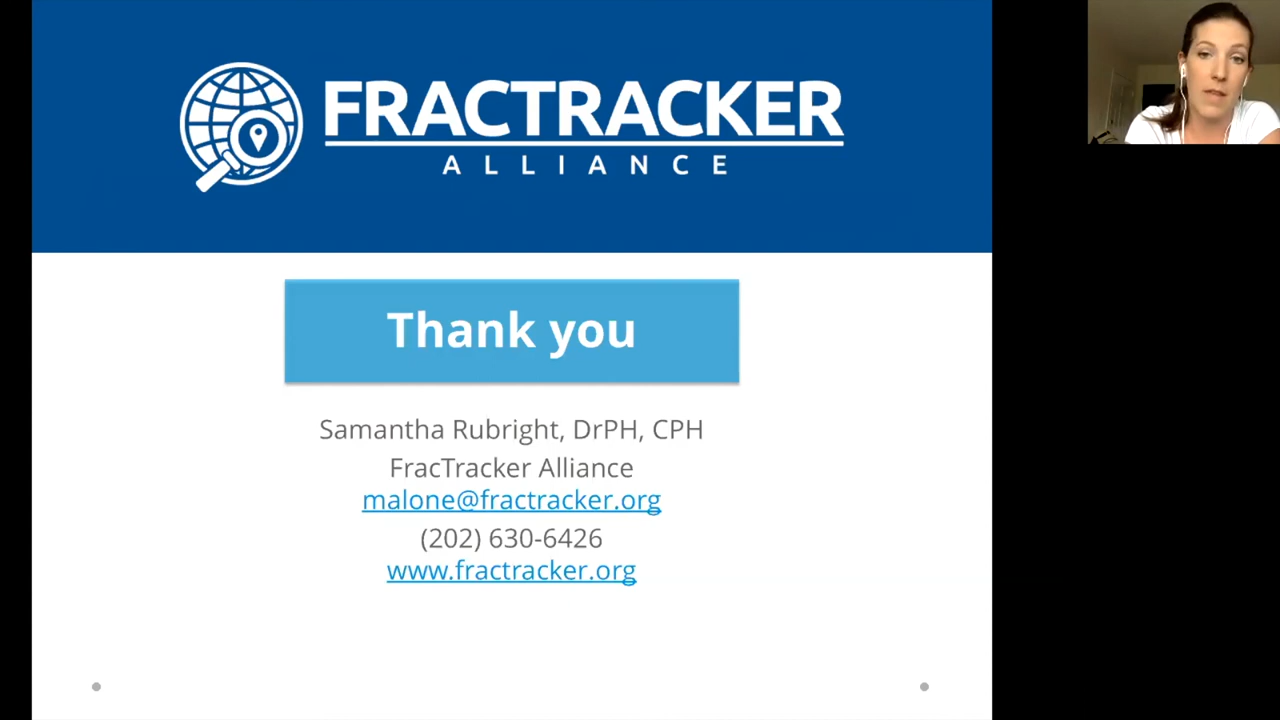 FRACTRACKER
ALLIANCE
Thank you
Samantha Rubright, DrPH, CPH
FracTracker Alliance
malone@fractracker.org
(202) 630-6426
www.fractracker.org